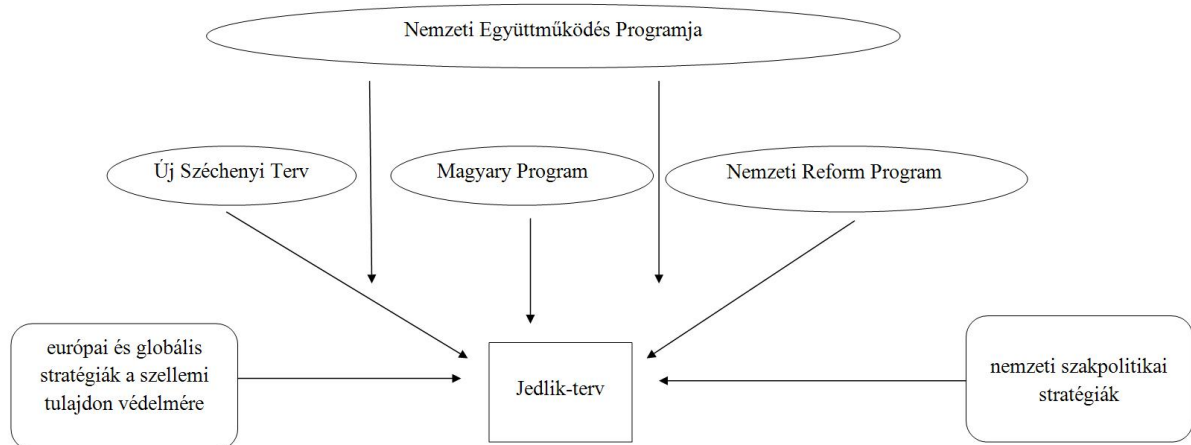 Nemzeti Együttműködés Programja
Új Széchenyi Terv
Magyary Program
Nemzeti Reform Program
európai és globális
stratégiák a szellemi
tulajdon védelmére
Jedlik-terv
nemzeti szakpolitikai
stratégiák